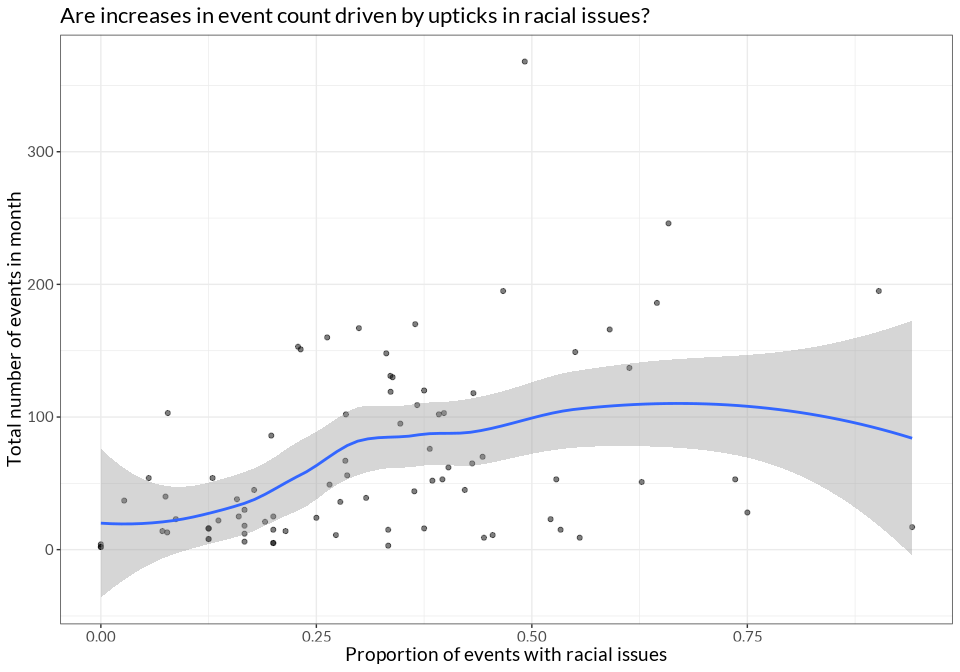 Are increases in event count driven by upticks in racial issues?
Total number of events in month
300
200
100
0
0.00 0.25 0.50 0.75
Proportion of events with racial issues